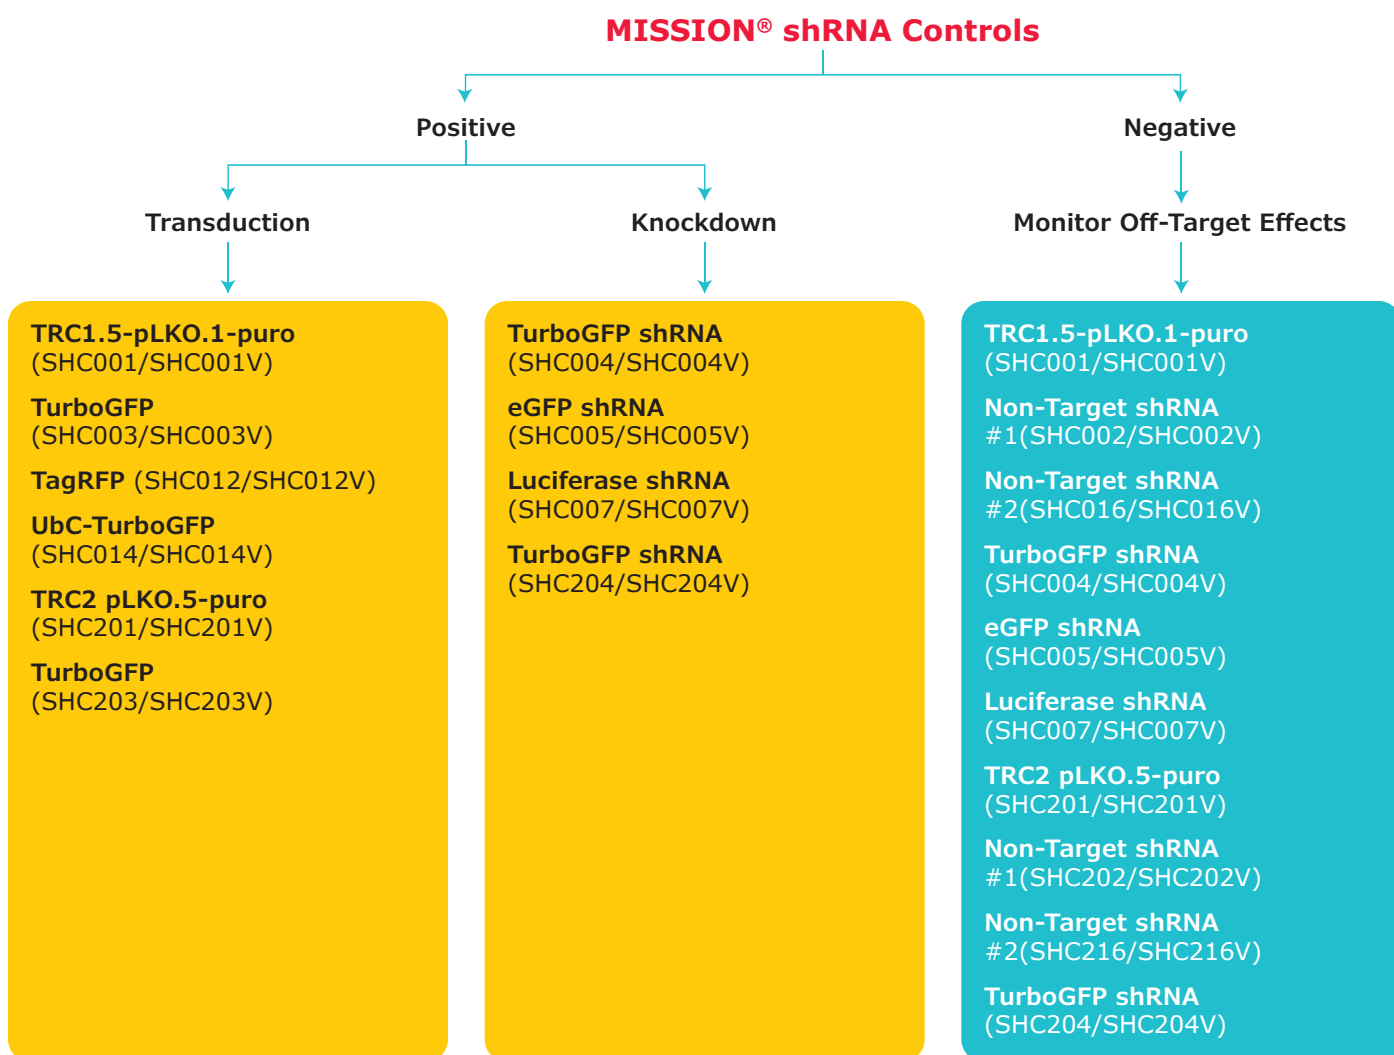 MISSION® shRNA Controls
Positive
Negative
Transduction
Knockdown
Monitor Off-Target Effects
TRC1.5-pLKO.1-puro
(SHC001/SHC001V)
TurboGFP
(SHC003/SHC003V)
TagRFP (SHC012/SHC012V)
UbC-TurboGFP
(SHC014/SHC014V)
TRC2 pLKO.5-puro
(SHC201/SHC201V)
TurboGFP
(SHC203/SHC203V)
TurboGFP shRNA
(SHC004/SHC004V)
eGFP shRNA
(SHC005/SHC005V)
Luciferase shRNA
(SHC007/SHC007V)
TurboGFP shRNA
(SHC204/SHC204V)
TRC1.5-pLKO.1-puro
(SHC001/SHC001V)
Non-Target shRNA
#1(SHC002/SHC002V)
Non-Target shRNA
#2(SHC016/SHC016V)
TurboGFP shRNA
(SHC004/SHC004V)
eGFP shRNA
(SHC005/SHC005V)
Luciferase shRNA
(SHC007/SHC007V)
TRC2 pLKO.5-puro
(SHC201/SHC201V)
Non-Target shRNA
#1(SHC202/SHC202V)
Non-Target shRNA
#2(SHC216/SHC216V)
TurboGFP shRNA
(SHC204/SHC204V)